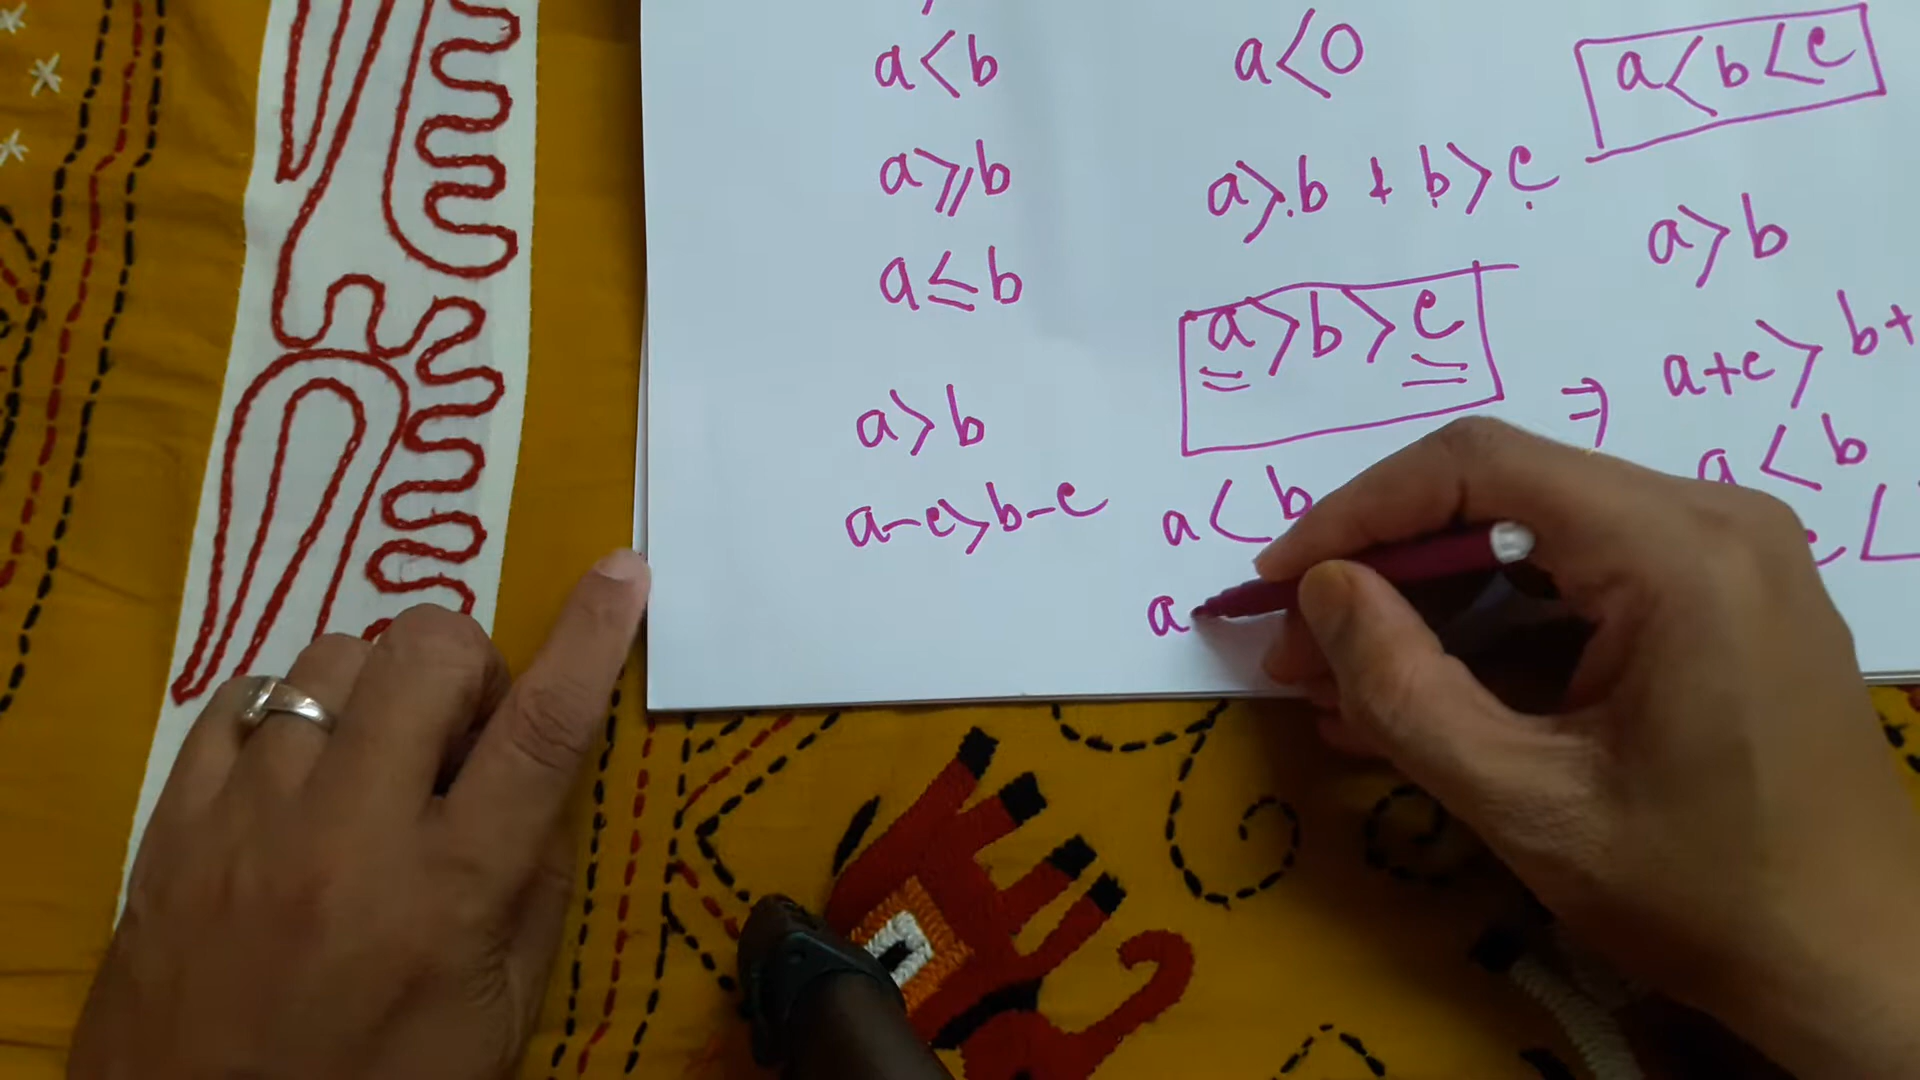 a<b
a⩾b
a≤b
a>b
a-c>b-c
a<0
a>b + b>c
a>b>c
a<b
a
a<b<c
a>b
⇒ a+c>b+
a<b
c<